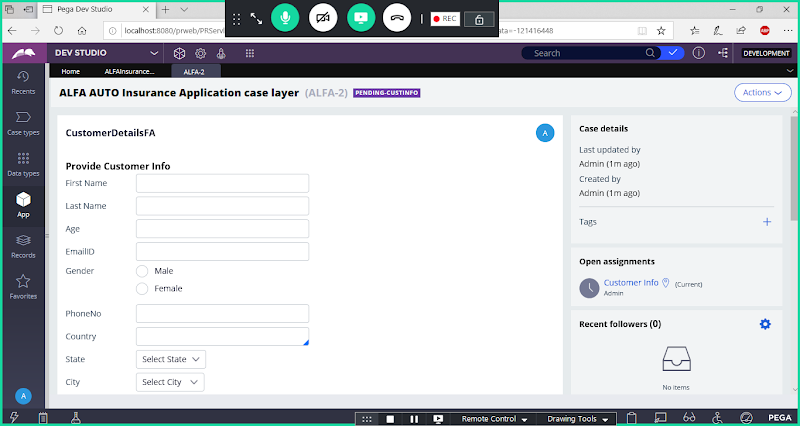 Pega Dev Studio
localhost:8080/prweb/PRServ
REC
ata=-121416448
ABP
DEV STUDIO
Search
DEVELOPMENT
Home
ALFAInsurance...
ALFA-2
Recents
Case types
Data types
App
Records
Favorites
ALFA AUTO Insurance Application case layer (ALFA-2) PENDING-CUSTINFO
Actions
CustomerDetailsFA
A
Provide Customer Info
First Name
Last Name
Age
EmailID
Gender
Male
Female
PhoneNo
Country
State
Select State
City
Select City
Case details
Last updated by
Admin (1m ago)
Created by
Admin (1m ago)
Tags
Open assignments
Customer Info (Current)
Admin
Recent followers (0)
No items
A
Remote Control
Drawing Tools
PEGA